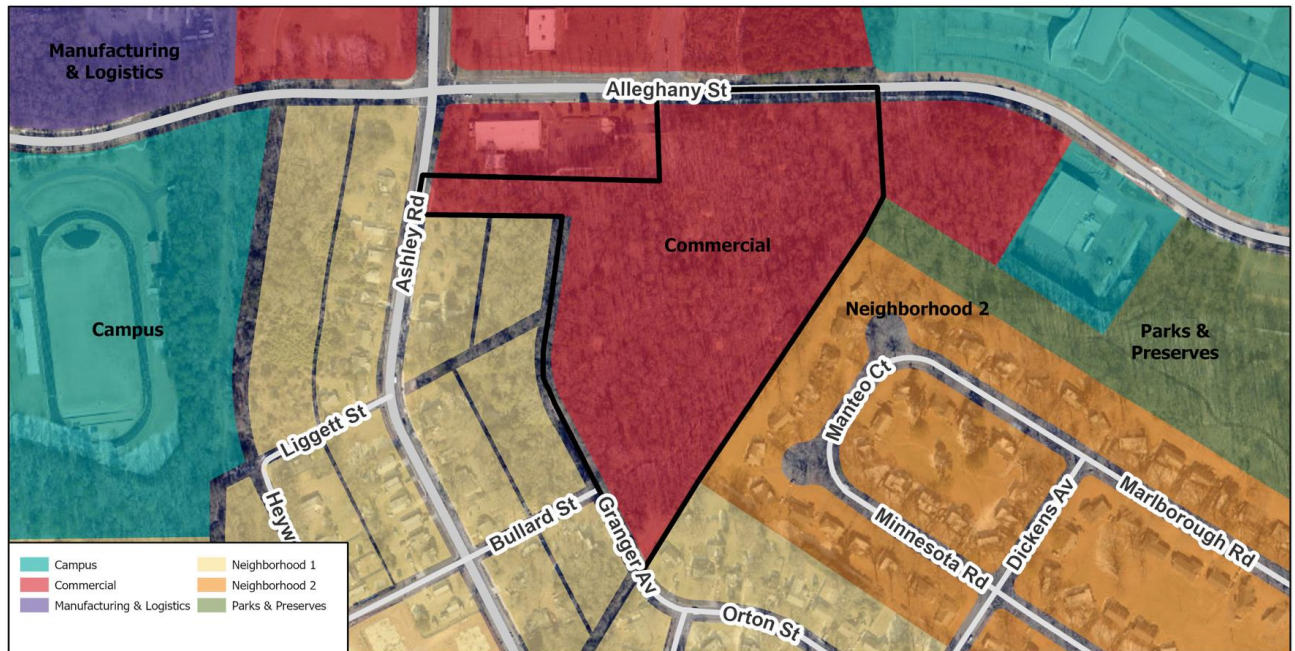 Manufacturing
& Logistics
Alleghany St
Ashley Rd
Commercial
Campus
Neighborhood 2
Parks &
Preserves
Manteo Ct
Liggett St
Heyw
Bullard St
Granger Av
Minnesota Rd
Dickens Av
Marlborough Rd
Orton St
Campus
Commercial
Manufacturing & Logistics
Neighborhood 1
Neighborhood 2
Parks & Preserves